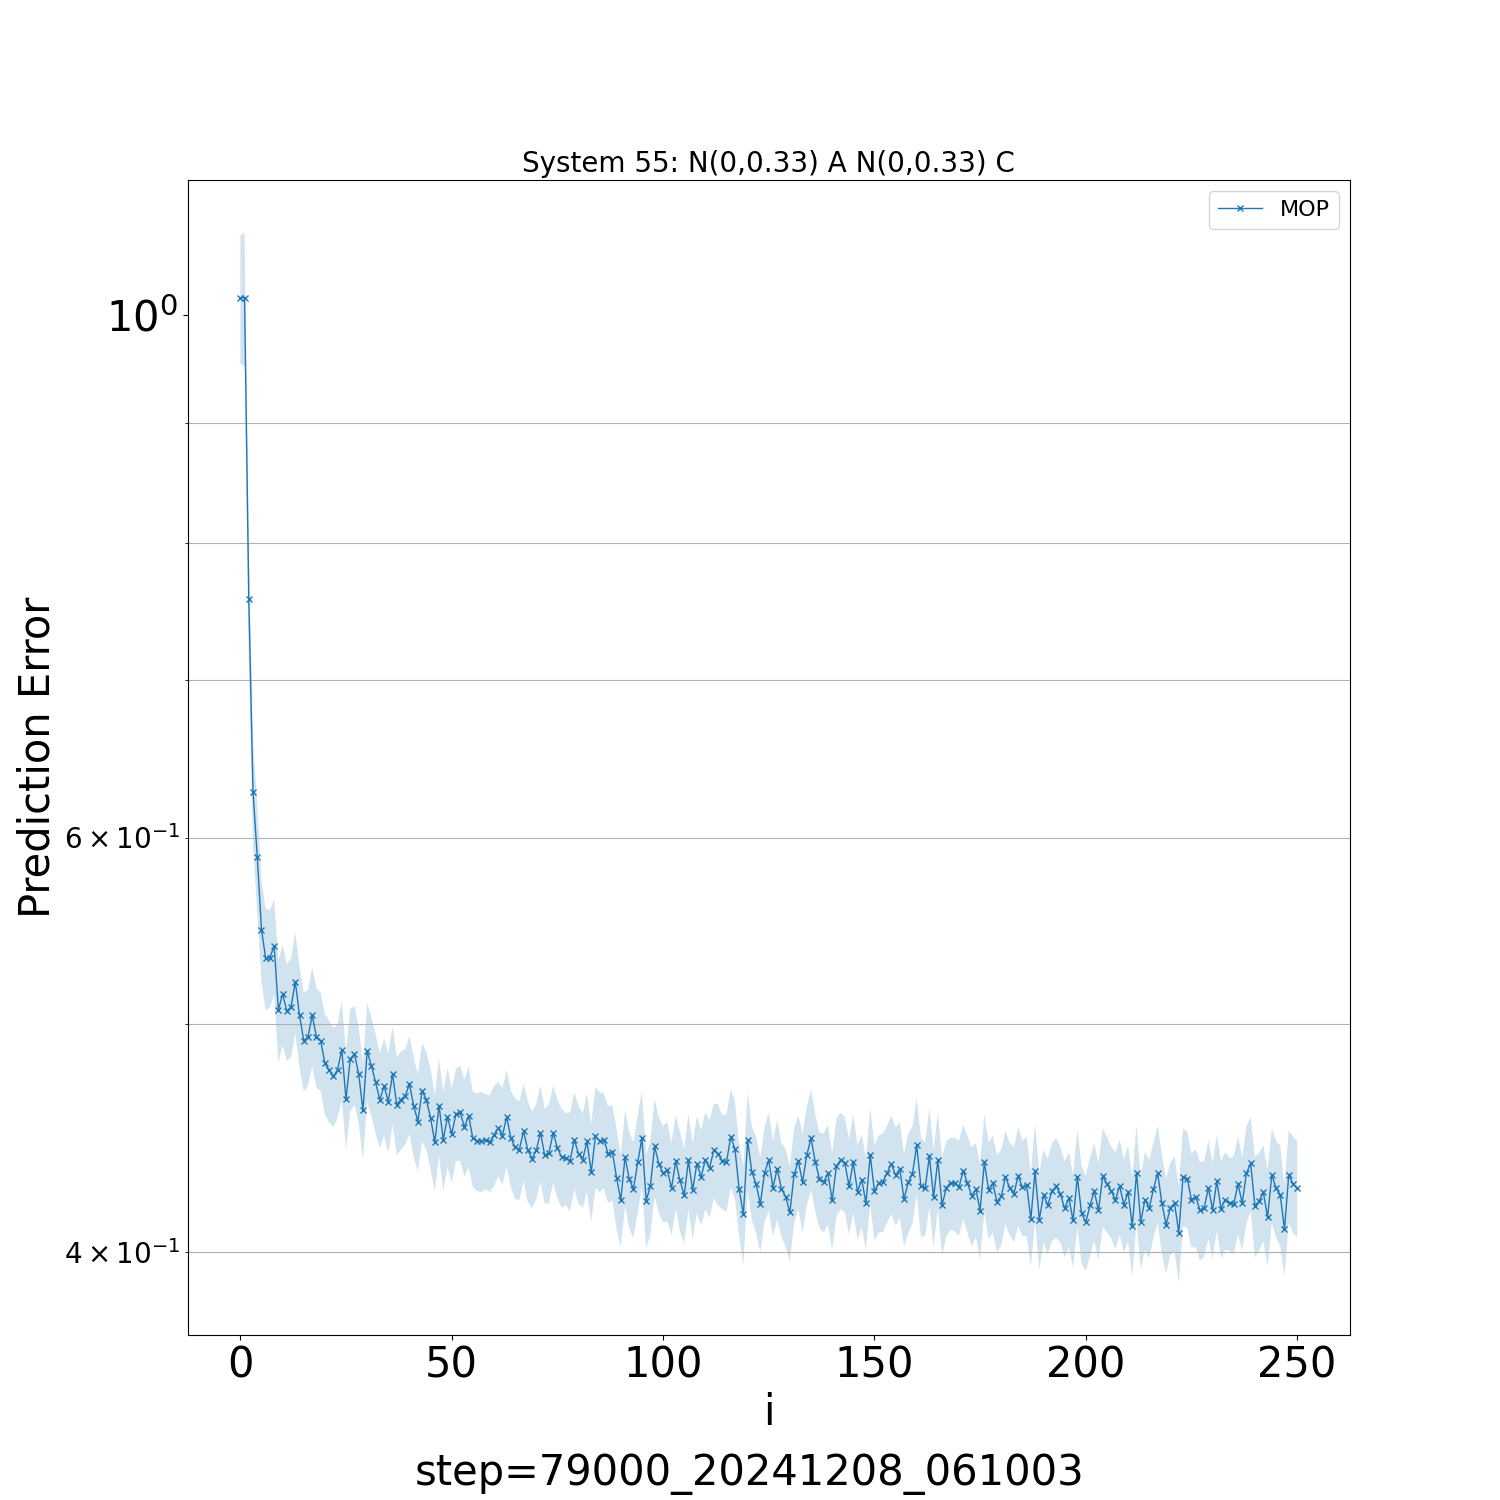 System 55: N(0,0.33) A N(0,0.33) C
MOP
10⁰
6 × 10⁻¹
4 × 10⁻¹
Prediction Error
0 50 100 150 200 250
i
step=79000_20241208_061003